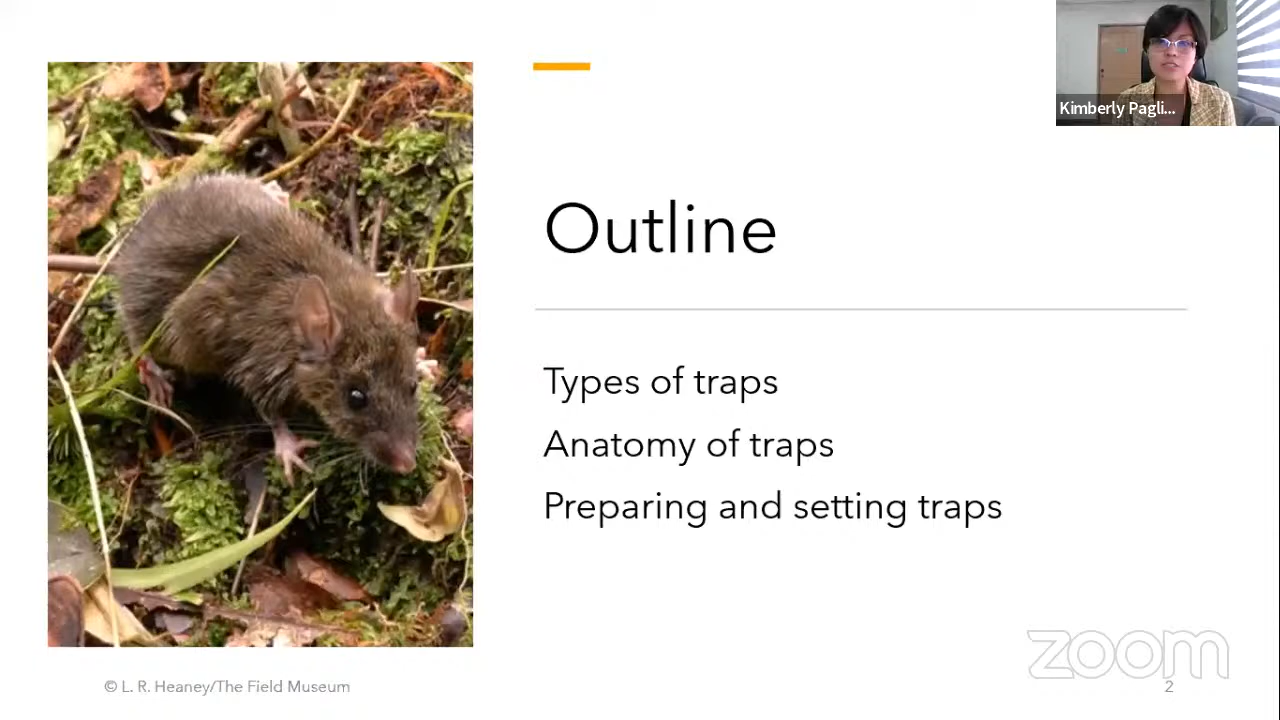 Kimberly Pagli...
Outline
Types of traps
Anatomy of traps
Preparing and setting traps
zoom
© L. R. Heaney/The Field Museum
2